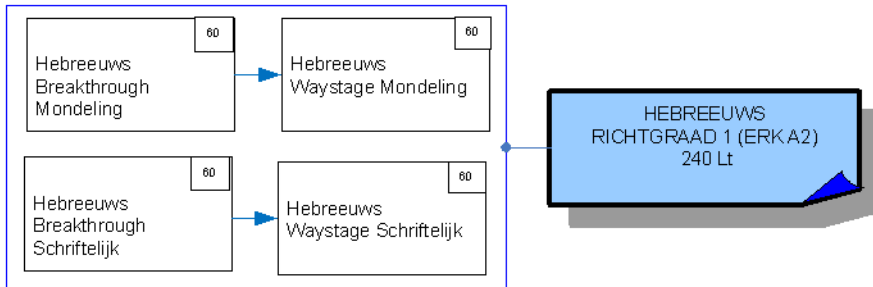 60
Hebreeuws
Breakthrough
Mondeling
60
Hebreeuws
Waystage Mondeling
60
Hebreeuws
Breakthrough
Schriftelijk
60
Hebreeuws
Waystage Schriftelijk
HEBREEUWS
RICHTGRAAD 1 (ERK A2)
240 Lt